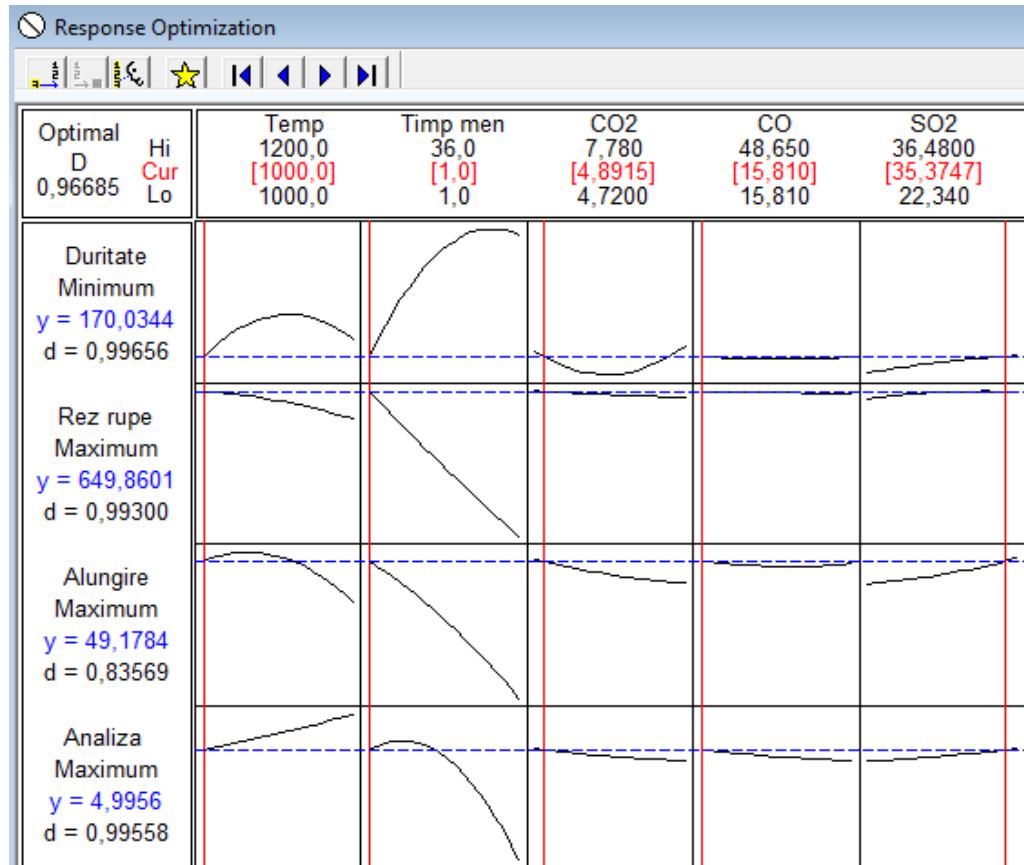 Response Optimization
Optimal
D
0,96685
Hi
Cur
Lo
Temp
1200,0
[1000,0]
1000,0
Timp men
36,0
[1,0]
1,0
CO2
7,780
[4,8915]
4,7200
CO
48,650
[15,810]
15,810
SO2
36,4800
[35,3747]
22,340
Duritate
Minimum
y = 170,0344
d = 0,99656
Rez rupe
Maximum
y = 649,8601
d = 0,99300
Alungire
Maximum
y = 49,1784
d = 0,83569
Analiza
Maximum
y = 4,9956
d = 0,99558